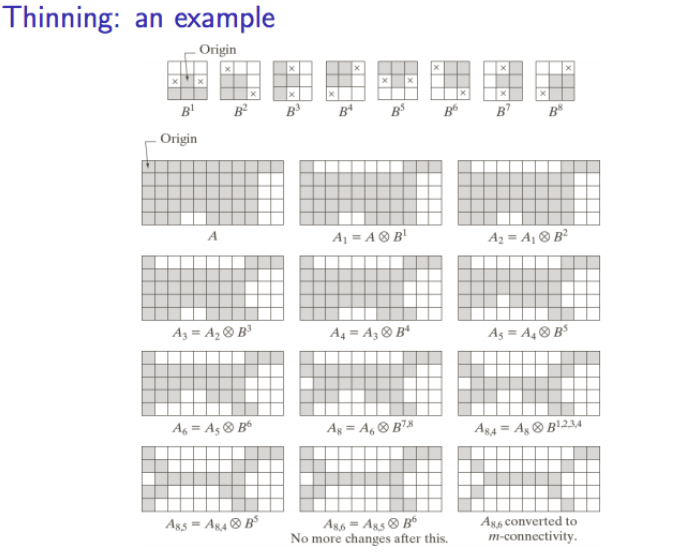 Thinning: an example
Origin
× × × × × × × × × × × × × × × ×
B¹ B² B³ B⁴ B⁵ B⁶ B⁷ B⁸
Origin
A A₁ = A ⊗ B¹ A₂ = A₁ ⊗ B²
A₃ = A₂ ⊗ B³ A₄ = A₃ ⊗ B⁴ A₅ = A₄ ⊗ B⁵
A₆ = A₅ ⊗ B⁶ A₈ = A₆ ⊗ B⁷,⁸ A₈,₄ = A₈ ⊗ B¹,²,³,⁴
A₈,₅ = A₈,₄ ⊗ B⁵ A₈,₆ = A₈,₅ ⊗ B⁶ A₈,₆ converted to
No more changes after this. m-connectivity.